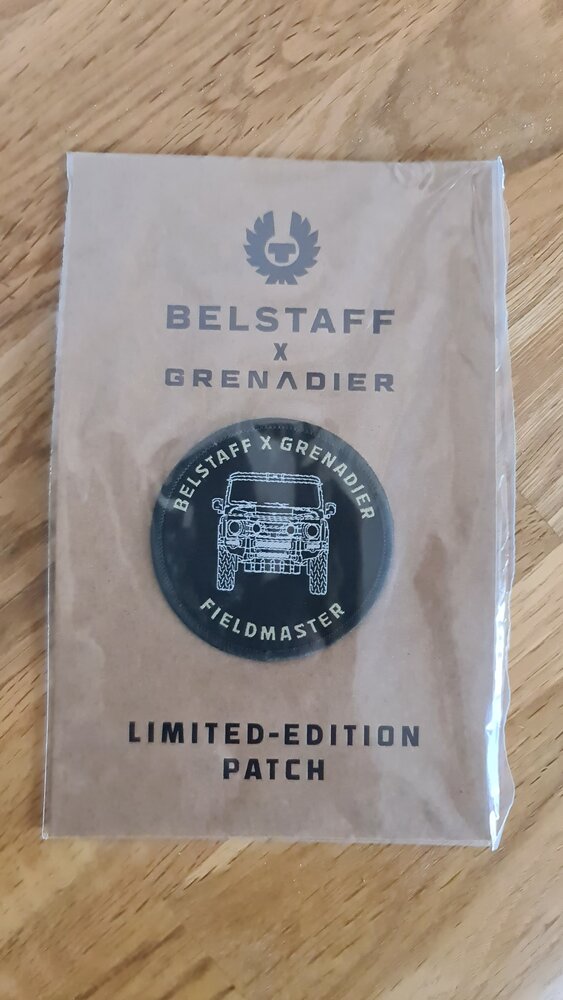 BELSTAFF
X
GRENADIER
BELSTAFF X GRENADIER
FIELDMASTER
LIMITED-EDITION
PATCH